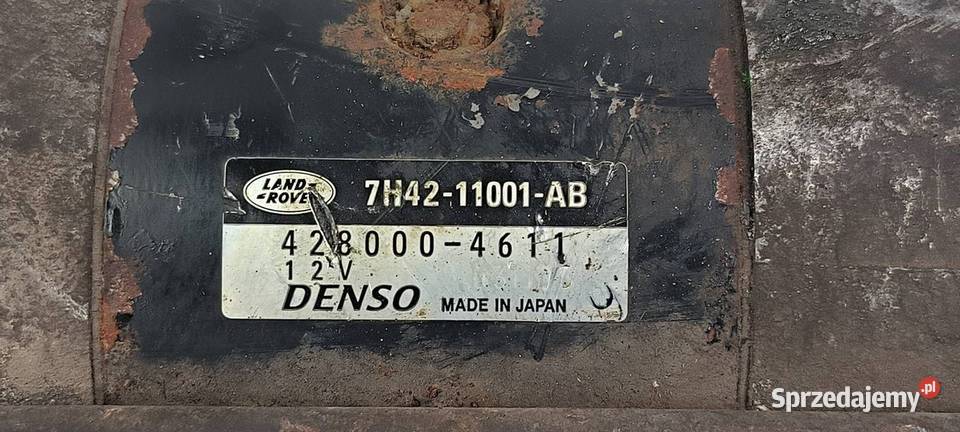 LAND-
-ROVER
7H42-11001-AB
428000-4611
12V
DENSO MADE IN JAPAN
Sprzedajemy.pl